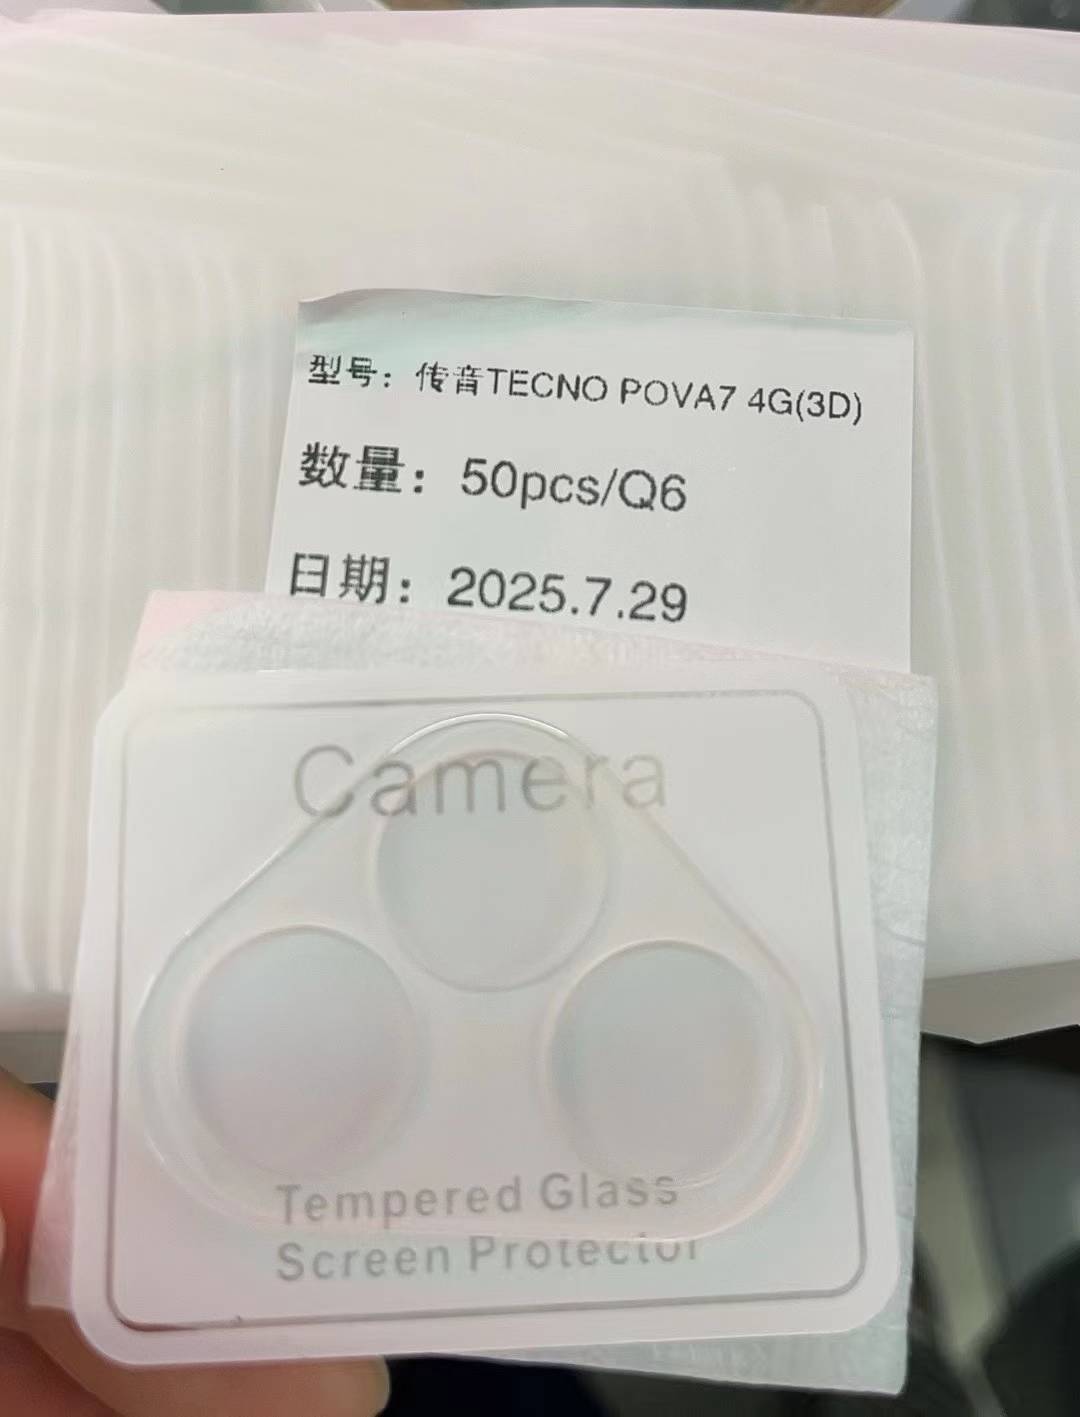 型号：传音TECNO POVA7 4G(3D)
数量：50pcs/Q6
日期：2025.7.29
Camera
Tempered Glass
Screen Protector